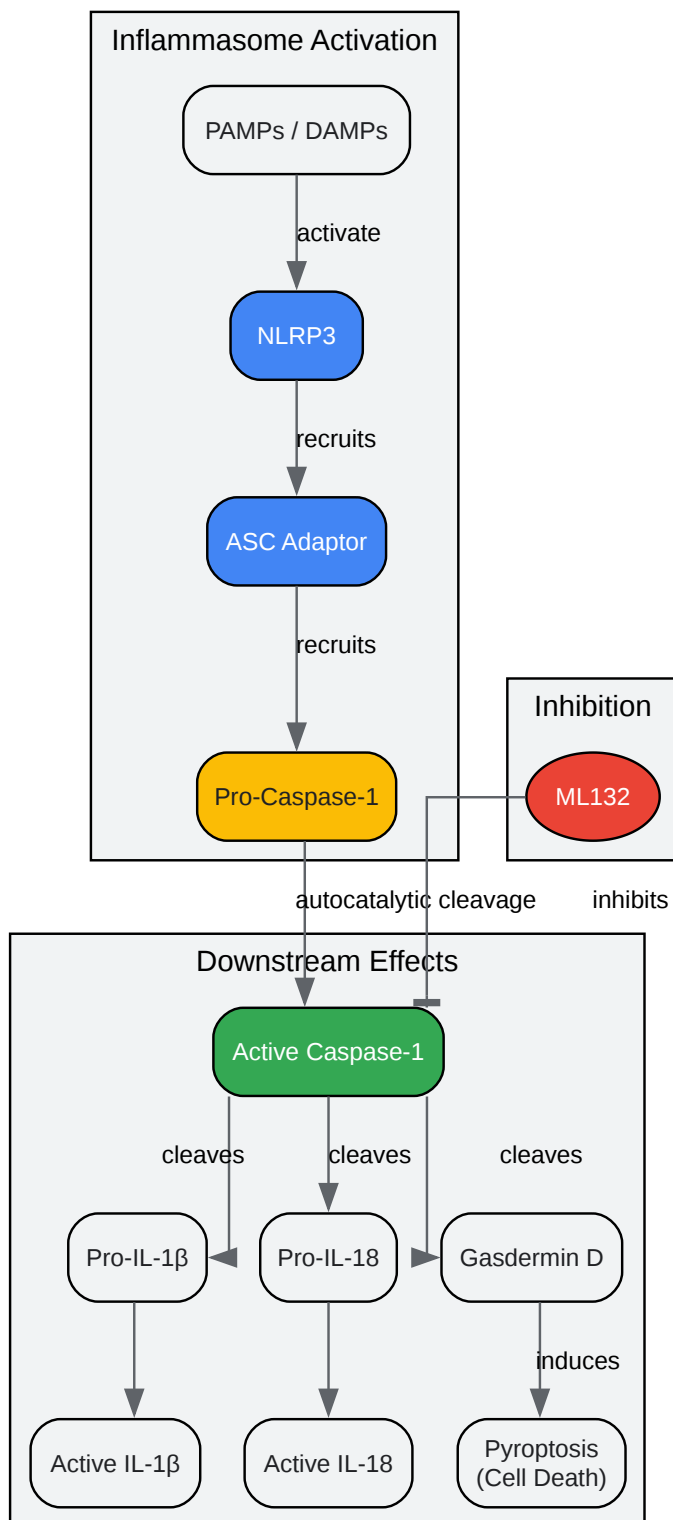 Inflammasome Activation
PAMPs / DAMPs
activate
NLRP3
recruits
ASC Adaptor
recruits
Inhibition
Pro-Caspase-1
ML132
autocatalytic cleavage
inhibits
Downstream Effects
Active Caspase-1
cleaves
cleaves
cleaves
Pro-IL-1β
Pro-IL-18
Gasdermin D
induces
Active IL-1β
Active IL-18
Pyroptosis
(Cell Death)